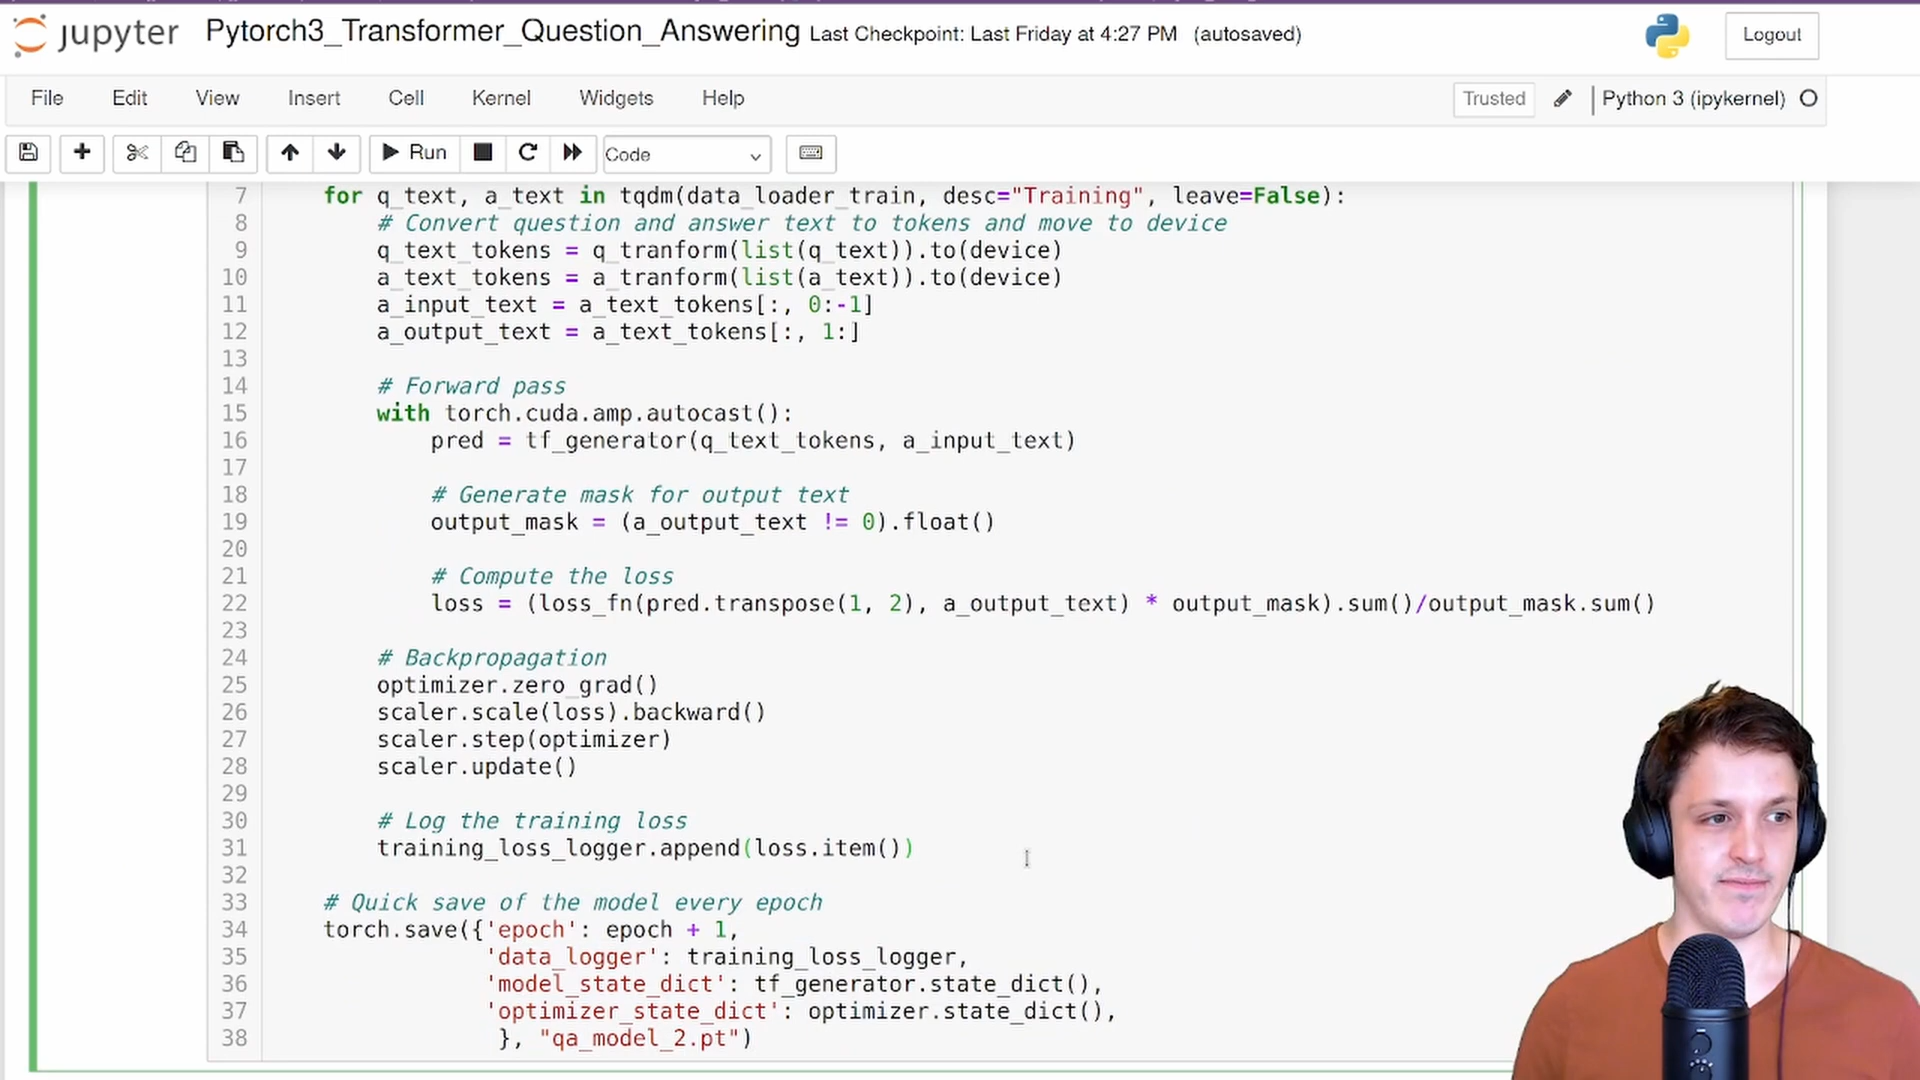 jupyter Pytorch3_Transformer_Question_Answering Last Checkpoint: Last Friday at 4:27 PM (autosaved) Logout
File Edit View Insert Cell Kernel Widgets Help Trusted Python 3 (ipykernel)
Run Code
7 for q_text, a_text in tqdm(data_loader_train, desc="Training", leave=False):
8 # Convert question and answer text to tokens and move to device
9 q_text_tokens = q_tranform(list(q_text)).to(device)
10 a_text_tokens = a_tranform(list(a_text)).to(device)
11 a_input_text = a_text_tokens[:, 0:-1]
12 a_output_text = a_text_tokens[:, 1:]
13
14 # Forward pass
15 with torch.cuda.amp.autocast():
16 pred = tf_generator(q_text_tokens, a_input_text)
17
18 # Generate mask for output text
19 output_mask = (a_output_text != 0).float()
20
21 # Compute the loss
22 loss = (loss_fn(pred.transpose(1, 2), a_output_text) * output_mask).sum()/output_mask.sum()
23
24 # Backpropagation
25 optimizer.zero_grad()
26 scaler.scale(loss).backward()
27 scaler.step(optimizer)
28 scaler.update()
29
30 # Log the training loss
31 training_loss_logger.append(loss.item())
32
33 # Quick save of the model every epoch
34 torch.save({'epoch': epoch + 1,
35 'data_logger': training_loss_logger,
36 'model_state_dict': tf_generator.state_dict(),
37 'optimizer_state_dict': optimizer.state_dict(),
38 }, "qa_model_2.pt")